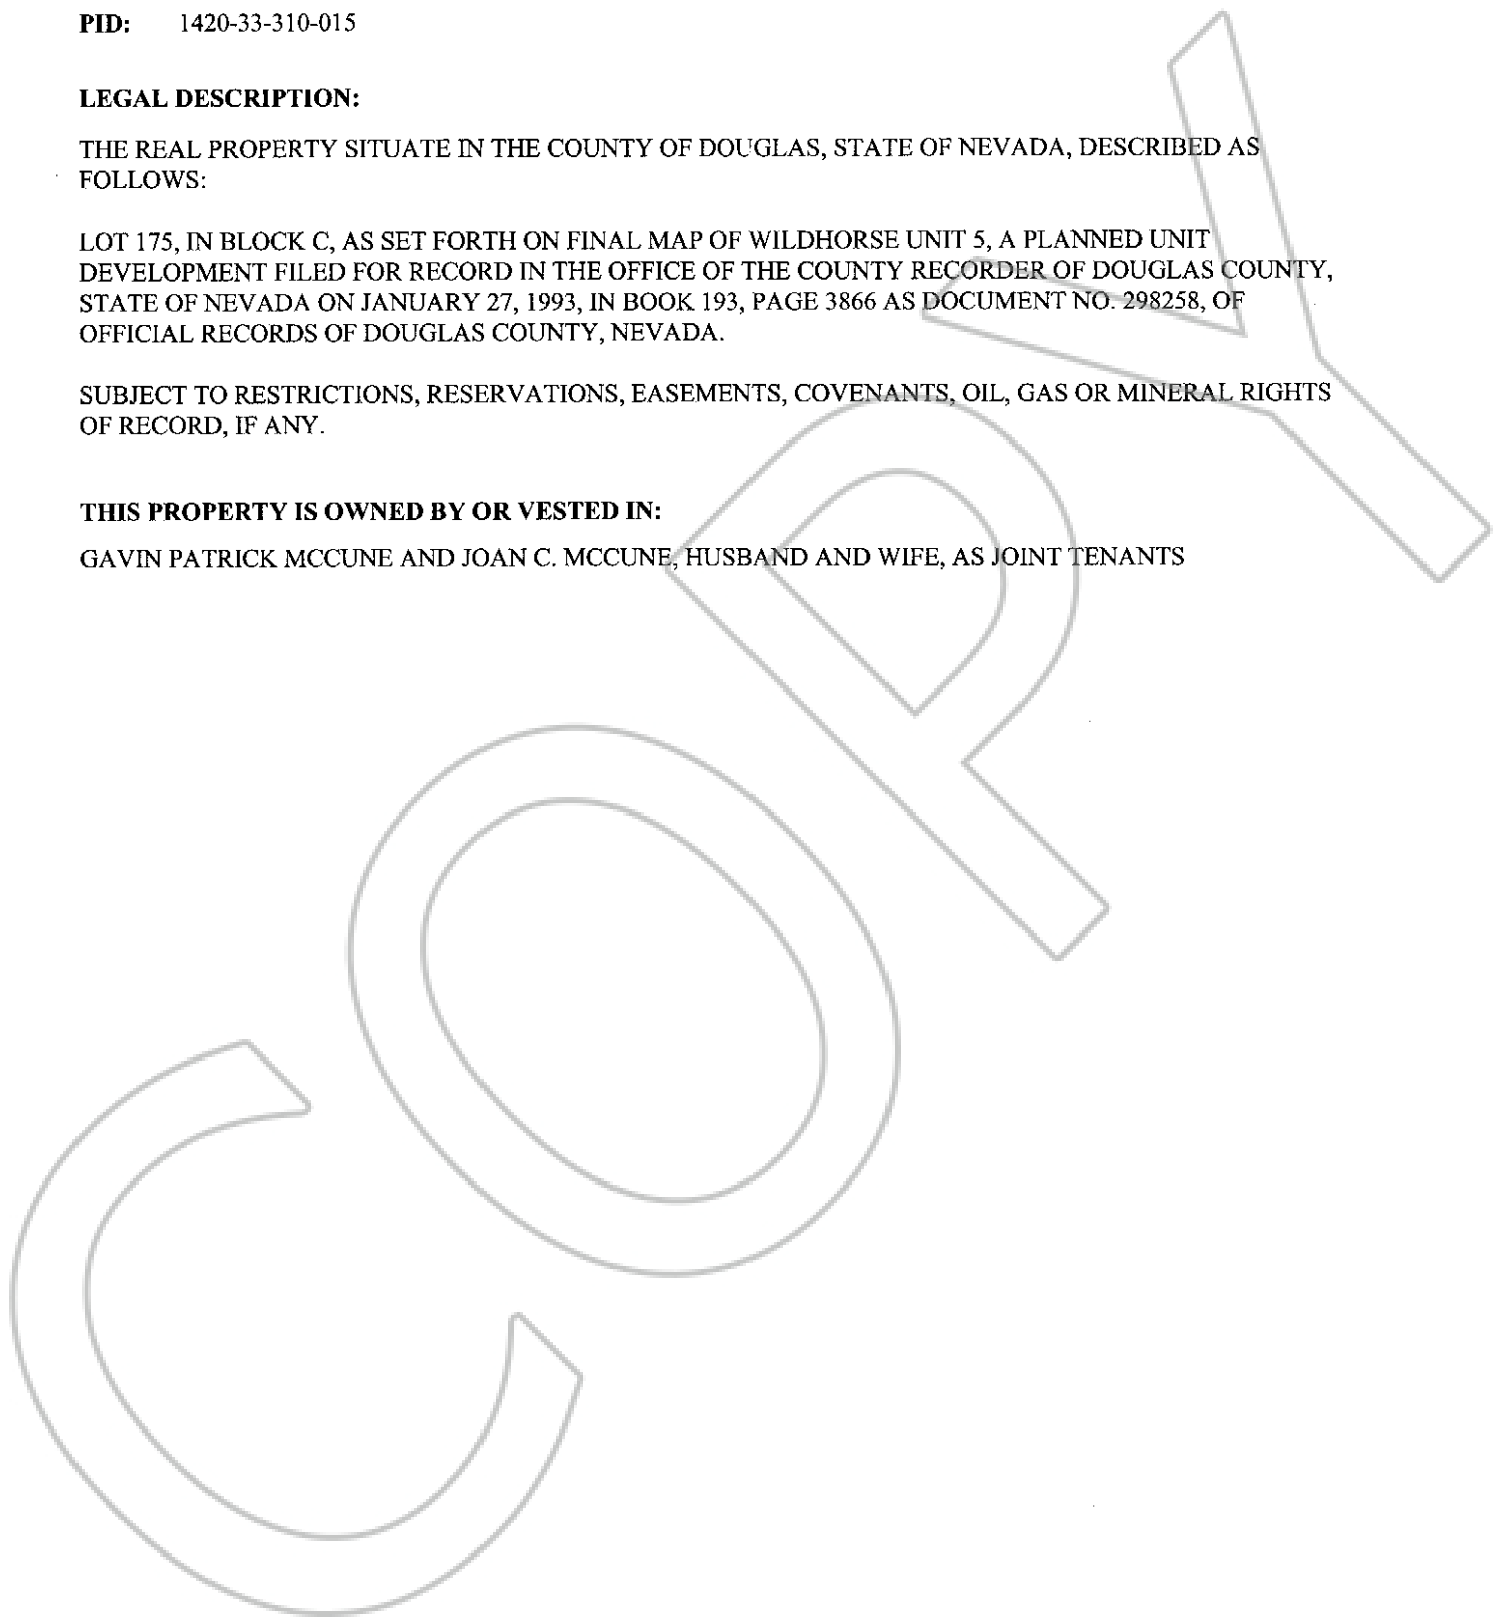 PID: 1420-33-310-015
LEGAL DESCRIPTION:
THE REAL PROPERTY SITUATE IN THE COUNTY OF DOUGLAS, STATE OF NEVADA, DESCRIBED AS
FOLLOWS:
LOT 175, IN BLOCK C, AS SET FORTH ON FINAL MAP OF WILDHORSE UNIT 5, A PLANNED UNIT
DEVELOPMENT FILED FOR RECORD IN THE OFFICE OF THE COUNTY RECORDER OF DOUGLAS COUNTY,
STATE OF NEVADA ON JANUARY 27, 1993, IN BOOK 193, PAGE 3866 AS DOCUMENT NO. 298258, OF
OFFICIAL RECORDS OF DOUGLAS COUNTY, NEVADA.
SUBJECT TO RESTRICTIONS, RESERVATIONS, EASEMENTS, COVENANTS, OIL, GAS OR MINERAL RIGHTS
OF RECORD, IF ANY.
THIS PROPERTY IS OWNED BY OR VESTED IN:
GAVIN PATRICK MCCUNE AND JOAN C. MCCUNE, HUSBAND AND WIFE, AS JOINT TENANTS
COPY